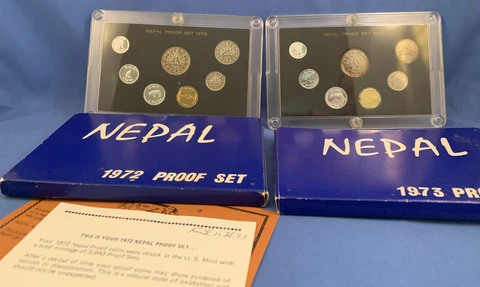 NEPAL PROOF SET 1972
NEPAL PROOF SET
NEPAL
1972 PROOF SET
NEPAL
1973 PRO
THIS IS YOUR 1972 NEPAL PROOF SET . . .
Your 1972 Nepal Proof coins were struck at the U. S. Mint with
a total mintage of 3,943 Proof Sets.
After a period of time your proof coins may show evidence of
tarnish or discoloration. This is a natural state of oxidation and
should not be unexpected.